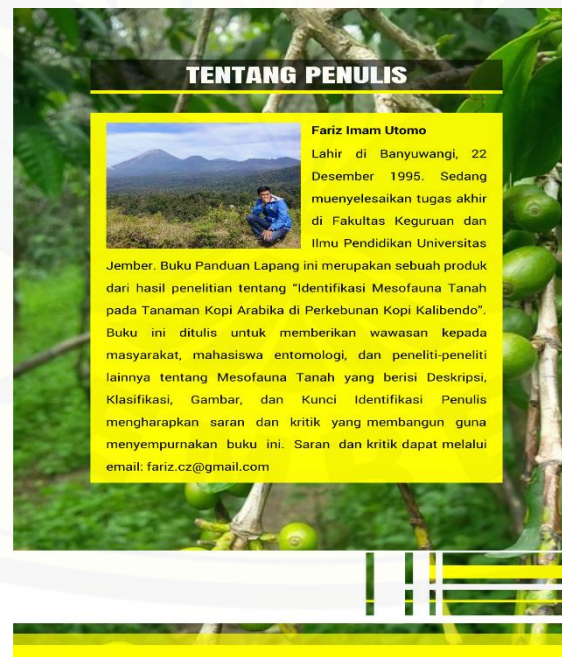 TENTANG PENULIS
Fariz Imam Utomo
Lahir di Banyuwangi, 22
Desember 1995. Sedang
muenyelesaikan tugas akhir
di Fakultas Keguruan dan
Ilmu Pendidikan Universitas
Jember. Buku Panduan Lapang ini merupakan sebuah produk
dari hasil penelitian tentang “Identifikasi Mesofauna Tanah
pada Tanaman Kopi Arabika di Perkebunan Kopi Kalibendo”.
Buku ini ditulis untuk memberikan wawasan kepada
masyarakat, mahasiswa entomologi, dan peneliti-peneliti
lainnya tentang Mesofauna Tanah yang berisi Deskripsi,
Klasifikasi, Gambar, dan Kunci Identifikasi Penulis
mengharapkan saran dan kritik yang membangun guna
menyempurnakan buku ini. Saran dan kritik dapat melalui
email: fariz.cz@gmail.com